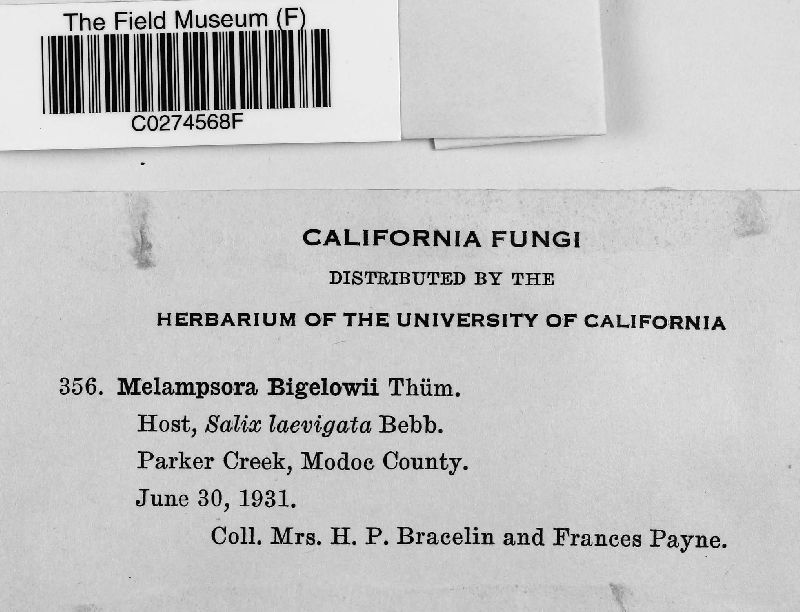 The Field Museum (F)
C0274568F
CALIFORNIA FUNGI
DISTRIBUTED BY THE
HERBARIUM OF THE UNIVERSITY OF CALIFORNIA
356. Melampsora Bigelowii Thüm.
Host, Salix laevigata Bebb.
Parker Creek, Modoc County.
June 30, 1931.
Coll. Mrs. H. P. Bracelin and Frances Payne.